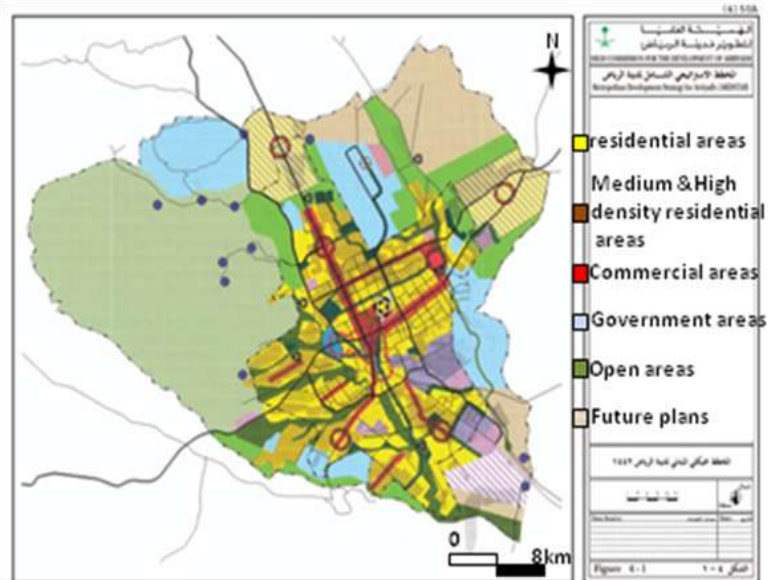 (4) 50A
الهيئة العليا
لتطوير مدينة الرياض
HIGH COMMISSION FOR THE DEVELOPMENT OF ARRIYADH
المخطط الاستراتيجي الشامل لمدينة الرياض
Metropolitan Development Strategy for Arriyadh (MEDSTAR)
N
residential areas
Medium &High
density residential
areas
Commercial areas
Government areas
Open areas
Future plans
0
8km
Figure 4-1